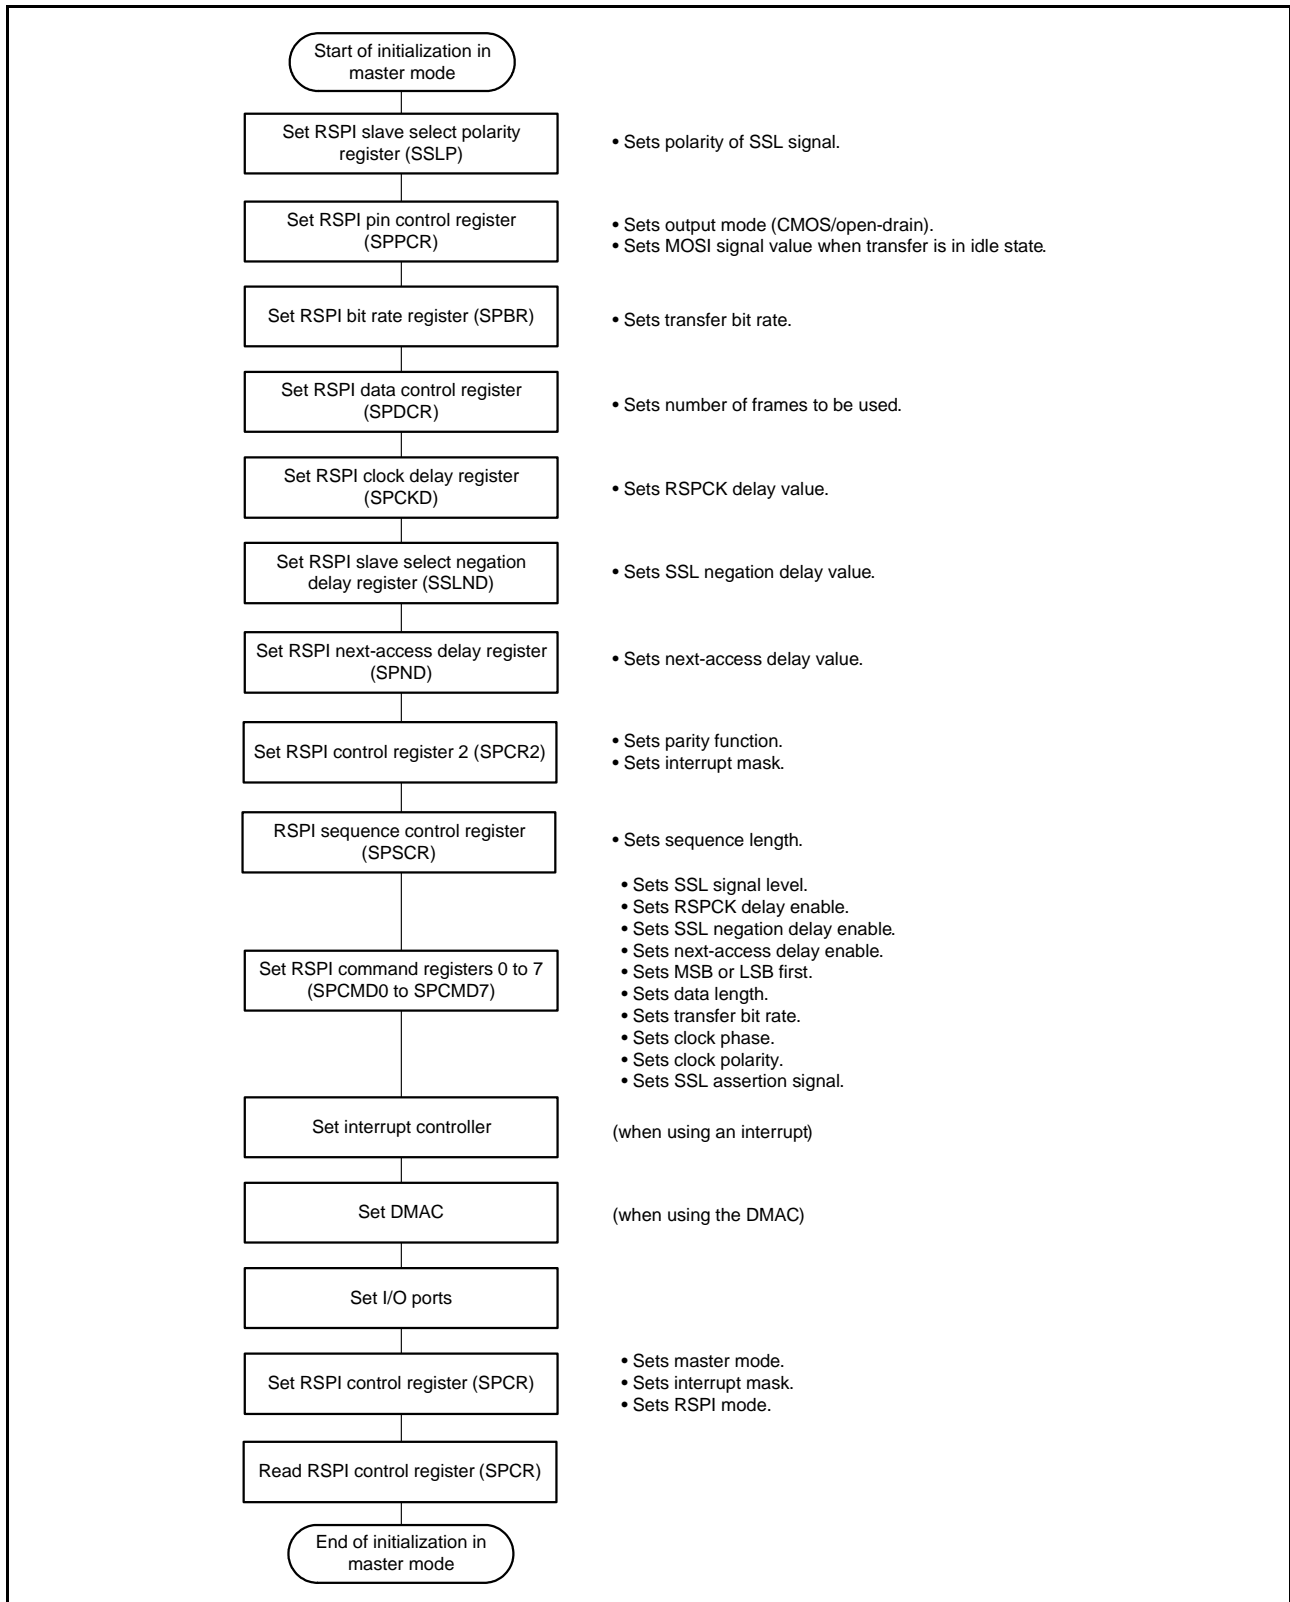 Start of initialization in
master mode
Set RSPI slave select polarity
register (SSLP)
• Sets polarity of SSL signal.
Set RSPI pin control register
(SPPCR)
• Sets output mode (CMOS/open-drain).
• Sets MOSI signal value when transfer is in idle state.
Set RSPI bit rate register (SPBR)
• Sets transfer bit rate.
Set RSPI data control register
(SPDCR)
• Sets number of frames to be used.
Set RSPI clock delay register
(SPCKD)
• Sets RSPCK delay value.
Set RSPI slave select negation
delay register (SSLND)
• Sets SSL negation delay value.
Set RSPI next-access delay register
(SPND)
• Sets next-access delay value.
Set RSPI control register 2 (SPCR2)
• Sets parity function.
• Sets interrupt mask.
RSPI sequence control register
(SPSCR)
• Sets sequence length.
Set RSPI command registers 0 to 7
(SPCMD0 to SPCMD7)
• Sets SSL signal level.
• Sets RSPCK delay enable.
• Sets SSL negation delay enable.
• Sets next-access delay enable.
• Sets MSB or LSB first.
• Sets data length.
• Sets transfer bit rate.
• Sets clock phase.
• Sets clock polarity.
• Sets SSL assertion signal.
Set interrupt controller
(when using an interrupt)
Set DMAC
(when using the DMAC)
Set I/O ports
Set RSPI control register (SPCR)
• Sets master mode.
• Sets interrupt mask.
• Sets RSPI mode.
Read RSPI control register (SPCR)
End of initialization in
master mode